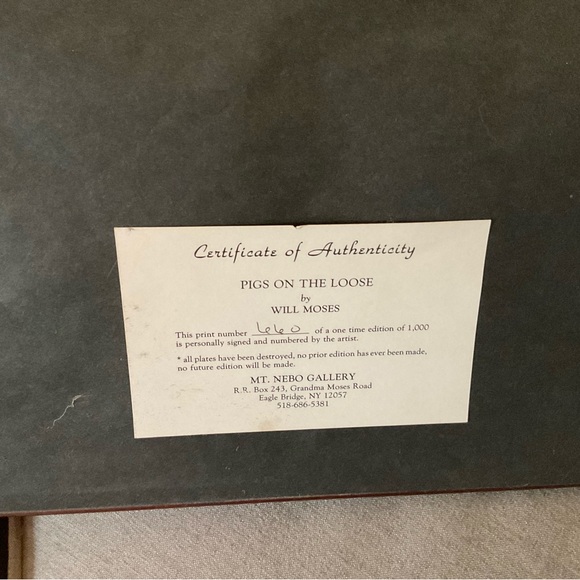 Certificate of Authenticity
PIGS ON THE LOOSE
by
WILL MOSES
This print number 660 of a one time edition of 1,000
is personally signed and numbered by the artist.
* all plates have been destroyed, no prior edition has ever been made,
no future edition will be made.
MT. NEBO GALLERY
R.R. Box 243, Grandma Moses Road
Eagle Bridge, NY 12057
518-686-5381